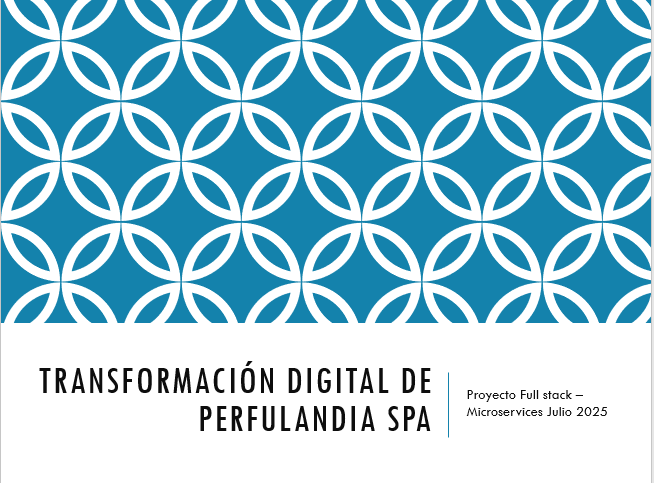 TRANSFORMACIÓN DIGITAL DE
PERFULANDIA SPA
Proyecto Full stack –
Microservices Julio 2025